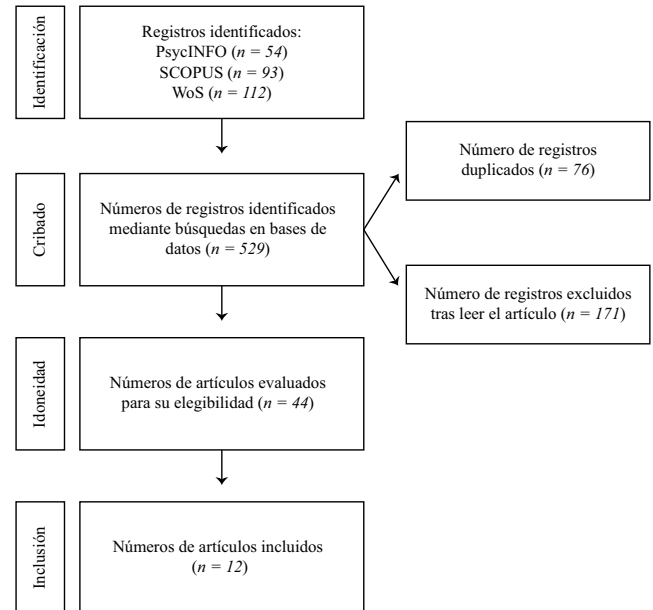 Identificación
Registros identificados:
PsycINFO (n = 54)
SCOPUS (n = 93)
WoS (n = 112)
Número de registros
duplicados (n = 76)
Cribado
Números de registros identificados
mediante búsquedas en bases de
datos (n = 529)
Número de registros excluidos
tras leer el artículo (n = 171)
Idoneidad
Números de artículos evaluados
para su elegibilidad (n = 44)
Inclusión
Números de artículos incluidos
(n = 12)